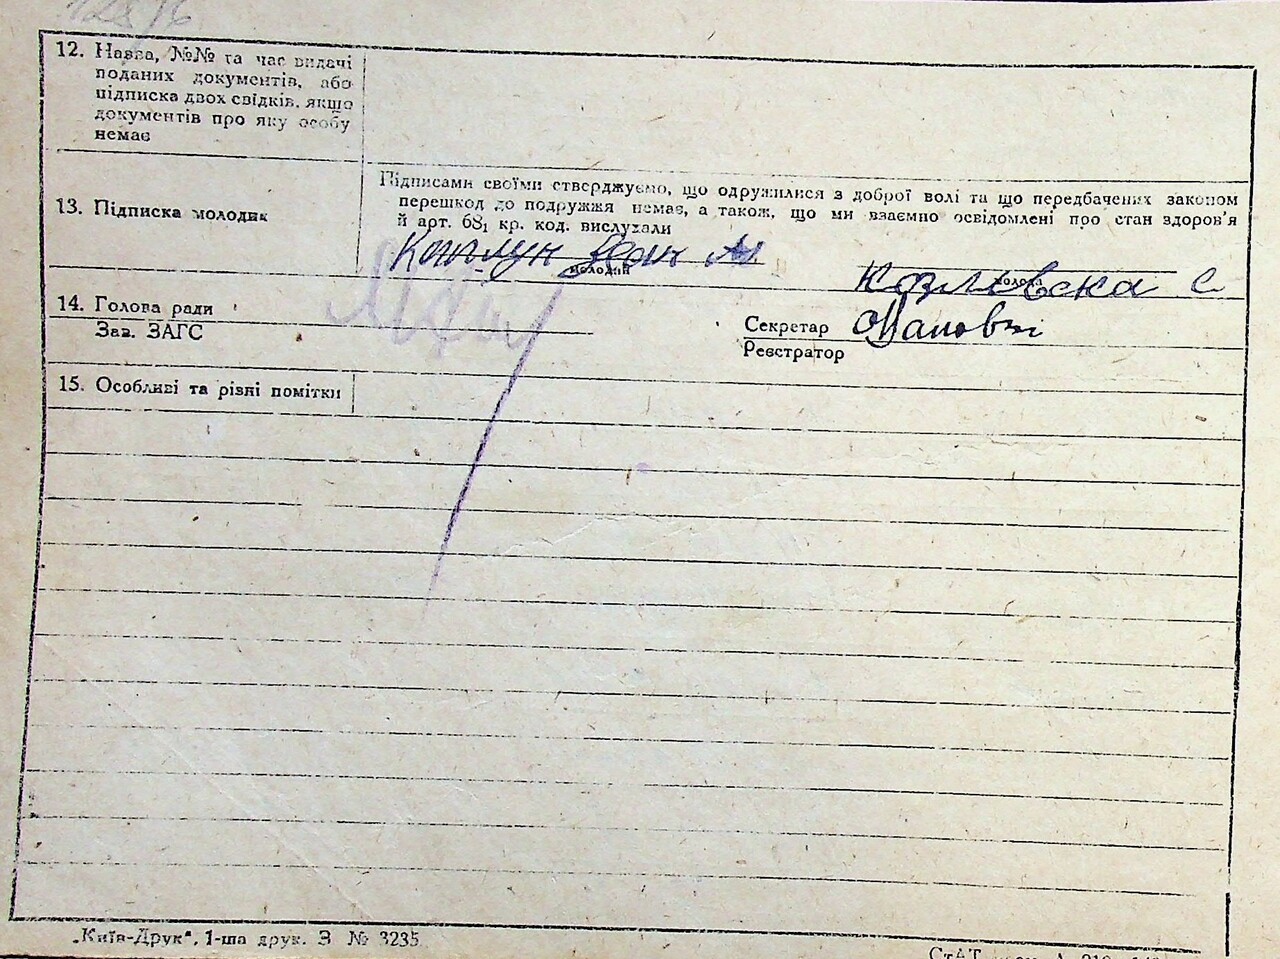 12. Назва, №№ та час видачі
поданих документів, або
підписка двох свідків, якщо
документів про яку особу
немає
13. Підписка молодих
Підписами своїми стверджуємо, що одружилися з доброї волі та що передбачених законом
перешкод до подружжя немає, а також, що ми взаємно освідомлені про стан здоров'я
й арт. 68₁ кр. код. вислухали
Каплун Іван М
молодий
Козловска С
молода
14. Голова ради
Зав. ЗАГС
Секретар
Реєстратор
15. Особливі та різні помітки
„Київ-Друк“, 1-ша друк. З № 3235